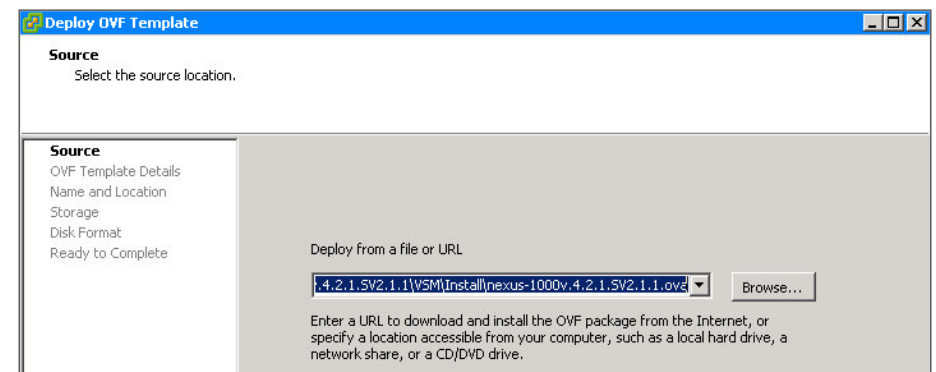 Deploy OVF Template
Source
Select the source location.
Source
OVF Template Details
Name and Location
Storage
Disk Format
Ready to Complete
Deploy from a file or URL
.4.2.1.SV2.1.1\VSM\Install\nexus-1000v.4.2.1.SV2.1.1.ova
Browse...
Enter a URL to download and install the OVF package from the Internet, or
specify a location accessible from your computer, such as a local hard drive, a
network share, or a CD/DVD drive.